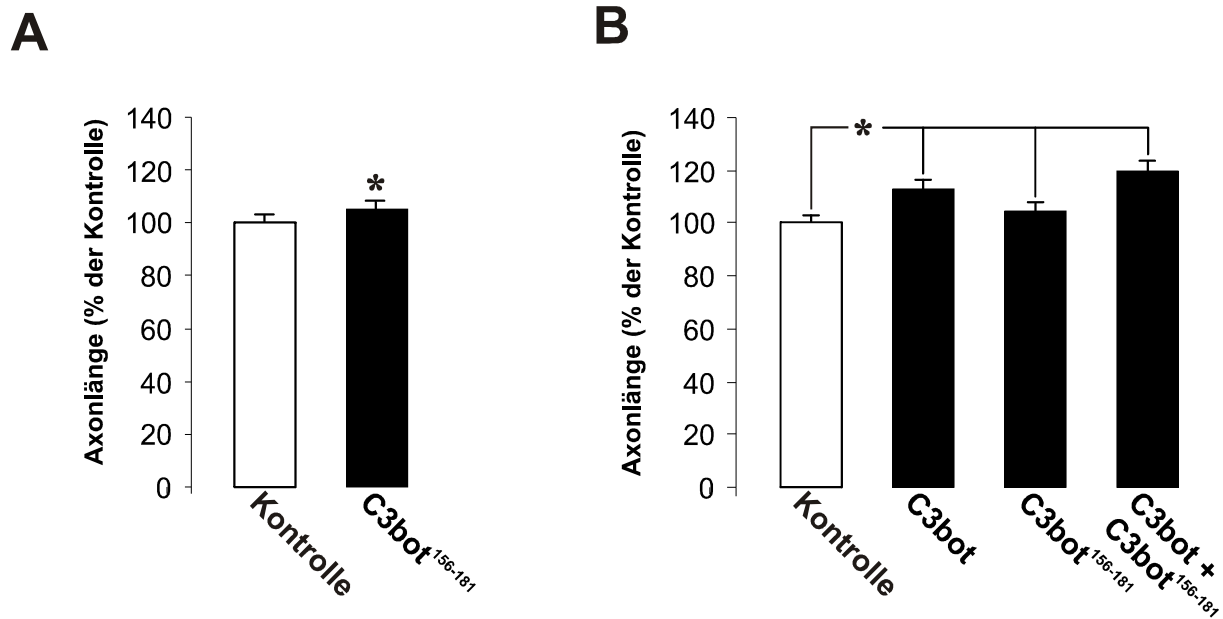 A
Axonlänge (% der Kontrolle)
140
120
100
80
60
40
20
0
*
Kontrolle
C3bot156-181
B
Axonlänge (% der Kontrolle)
140
120
100
80
60
40
20
0
*
Kontrolle
C3bot
C3bot156-181
C3bot +
C3bot156-181